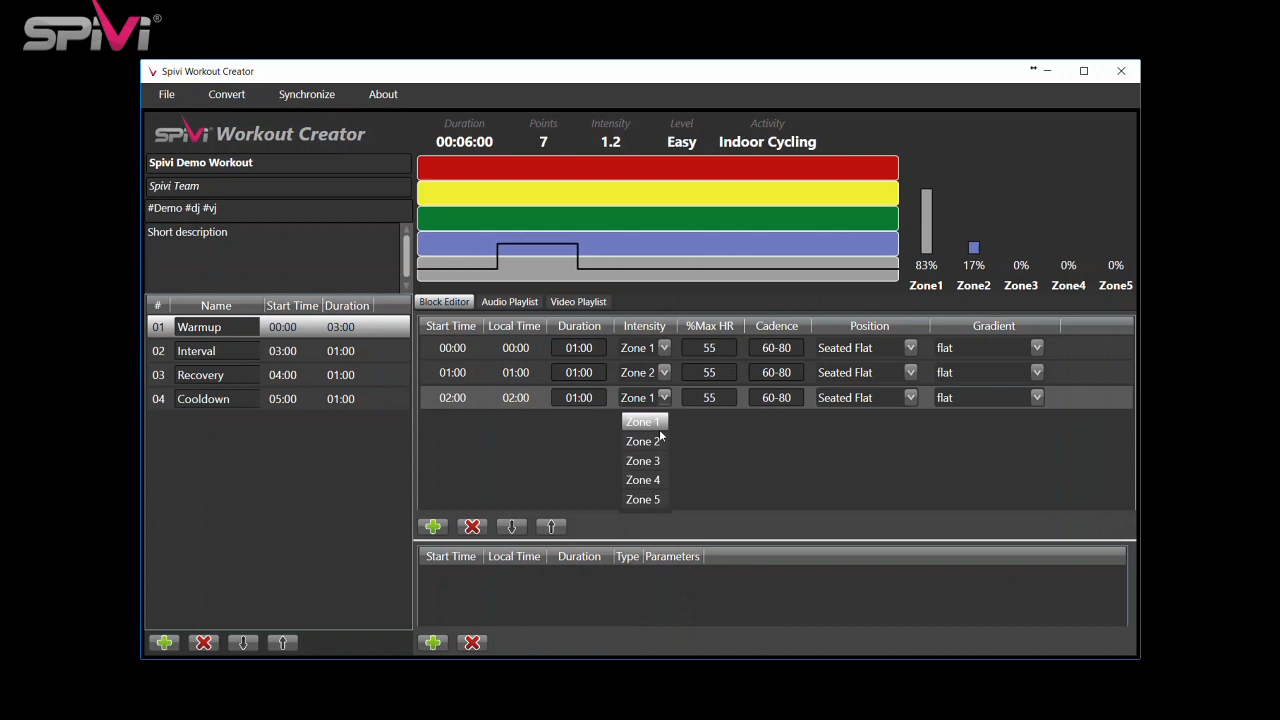 SPiVi®
Spivi Workout Creator
File Convert Synchronize About
SPiVi® Workout Creator
Duration Points Intensity Level Activity
00:06:00 7 1.2 Easy Indoor Cycling
Spivi Demo Workout
Spivi Team
#Demo #dj #vj
Short description
83% 17% 0% 0% 0%
Zone1 Zone2 Zone3 Zone4 Zone5
# Name Start Time Duration
01 Warmup 00:00 03:00
02 Interval 03:00 01:00
03 Recovery 04:00 01:00
04 Cooldown 05:00 01:00
Block Editor Audio Playlist Video Playlist
Start Time Local Time Duration Intensity %Max HR Cadence Position Gradient
00:00 00:00 01:00 Zone 1 55 60-80 Seated Flat flat
01:00 01:00 01:00 Zone 2 55 60-80 Seated Flat flat
02:00 02:00 01:00 Zone 1 55 60-80 Seated Flat flat
Zone 1
Zone 2
Zone 3
Zone 4
Zone 5
Start Time Local Time Duration Type Parameters